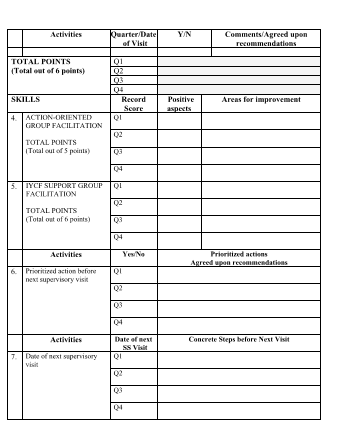 Activities Quarter/Date of Visit Y/N Comments/Agreed upon recommendations
TOTAL POINTS Q1
(Total out of 6 points) Q2
Q3
Q4
SKILLS Record Score Positive aspects Areas for improvement
4. ACTION-ORIENTED Q1
GROUP FACILITATION
TOTAL POINTS Q2
(Total out of 5 points)
Q3
Q4
5. IYCF SUPPORT GROUP Q1
FACILITATION
TOTAL POINTS Q2
(Total out of 6 points)
Q3
Q4
Activities Yes/No Prioritized actions
Agreed upon recommendations
6. Prioritized action before Q1
next supervisory visit
Q2
Q3
Q4
Activities Date of next SS Visit Concrete Steps before Next Visit
7. Date of next supervisory Q1
visit
Q2
Q3
Q4